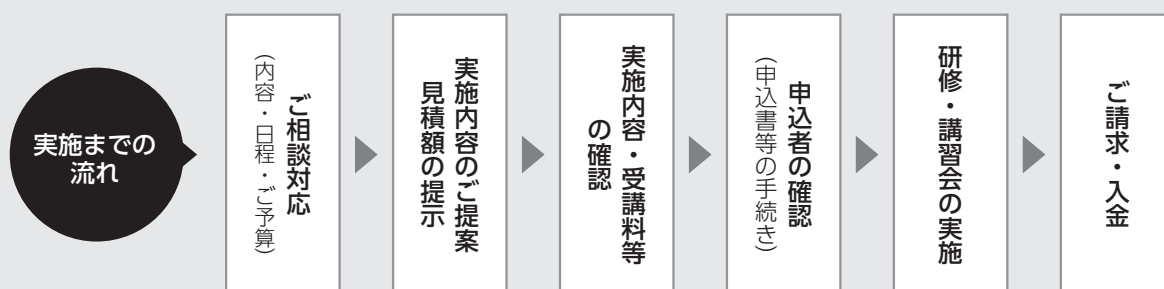 実施までの
流れ
ご相談対応
（内容・日程・ご予算）
実施内容のご提案
見積額の提示
実施内容・受講料等
の確認
申込者の確認
（申込書等の手続き）
研修・講習会の実施
ご請求・入金